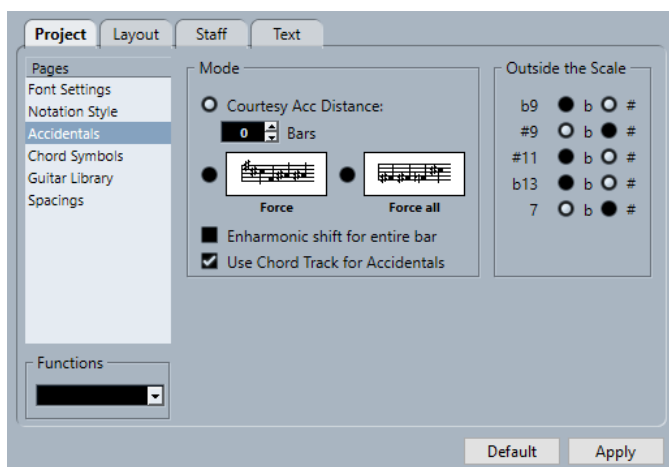 Project Layout Staff Text
Pages
Font Settings
Notation Style
Accidentals
Chord Symbols
Guitar Library
Spacings
Functions
Mode
Courtesy Acc Distance:
0 Bars
Force Force all
Enharmonic shift for entire bar
Use Chord Track for Accidentals
Outside the Scale
b9 b #
#9 b #
#11 b #
b13 b #
7 b #
Default Apply